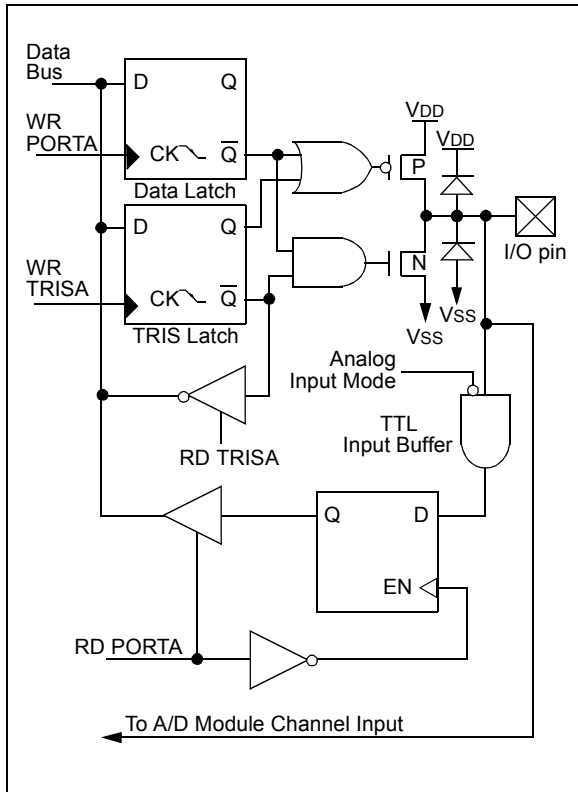 Data
Bus
D
Q
VDD
WR
PORTA
VDD
CK
Q
P
Data Latch
D
Q
I/O pin
WR
TRISA
N
CK
Q
VSS
TRIS Latch
VSS
Analog
Input Mode
TTL
Input Buffer
RD TRISA
Q
D
EN
RD PORTA
To A/D Module Channel Input